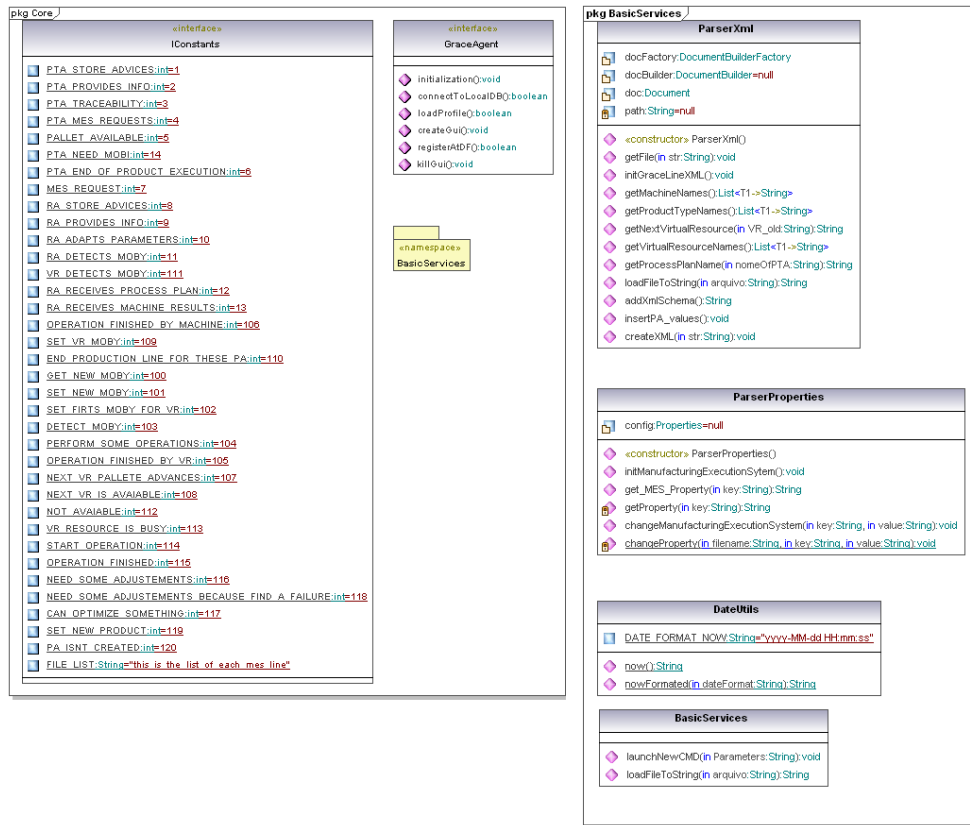 pkg Core
«interface»
IConstants
PTA_STORE_ADVICES:int=1
PTA_PROVIDES_INFO:int=2
PTA_TRACEABILITY:int=3
PTA_MES_REQUESTS:int=4
PALLET_AVAILABLE:int=5
PTA_NEED_MOBI:int=14
PTA_END_OF_PRODUCT_EXECUTION:int=6
MES_REQUEST:int=7
RA_STORE_ADVICES:int=8
RA_PROVIDES_INFO:int=9
RA_ADAPTS_PARAMETERS:int=10
RA_DETECTS_MOBY:int=11
VR_DETECTS_MOBY:int=111
RA_RECEIVES_PROCESS_PLAN:int=12
RA_RECEIVES_MACHINE_RESULTS:int=13
OPERATION_FINISHED_BY_MACHINE:int=106
SET_VR_MOBY:int=109
END_PRODUCTION_LINE_FOR_THESE_PA:int=110
GET_NEW_MOBY:int=100
SET_NEW_MOBY:int=101
SET_FIRTS_MOBY_FOR_VR:int=102
DETECT_MOBY:int=103
PERFORM_SOME_OPERATIONS:int=104
OPERATION_FINISHED_BY_VR:int=105
NEXT_VR_PALLETE_ADVANCES:int=107
NEXT_VR_IS_AVAIABLE:int=108
NOT_AVAIABLE:int=112
VR_RESOURCE_IS_BUSY:int=113
START_OPERATION:int=114
OPERATION_FINISHED:int=115
NEED_SOME_ADJUSTEMENTS:int=116
NEED_SOME_ADJUSTEMENTS_BECAUSE_FIND_A_FAILURE:int=118
CAN_OPTIMIZE_SOMETHING:int=117
SET_NEW_PRODUCT:int=119
PA_ISNT_CREATED:int=120
FILE_LIST:String="this is the list of each mes line"
«interface»
GraceAgent
initialization():void
connectToLocalDB():boolean
loadProfile():boolean
createGui():void
registerAtDF():boolean
killGui():void
«namespace»
BasicServices
pkg BasicServices
ParserXml
docFactory:DocumentBuilderFactory
docBuilder:DocumentBuilder=null
doc:Document
path:String=null
«constructor» ParserXml()
getFile(in str:String):void
initGraceLineXML():void
getMachineNames():List<T1->String>
getProductTypeNames():List<T1->String>
getNextVirtualResource(in VR_old:String):String
getVirtualResourceNames():List<T1->String>
getProcessPlanName(in nomeOfPTA:String):String
loadFileToString(in arquivo:String):String
addXmlSchema():String
insertPA_values():void
createXML(in str:String):void
ParserProperties
config:Properties=null
«constructor» ParserProperties()
initManufacturingExecutionSytem():void
get_MES_Property(in key:String):String
getProperty(in key:String):String
changeManufacturingExecutionSystem(in key:String, in value:String):void
changeProperty(in filename:String, in key:String, in value:String):void
DateUtils
DATE_FORMAT_NOW:String="yyyy-MM-dd HH:mm:ss"
now():String
nowFormated(in dateFormat:String):String
BasicServices
launchNewCMD(in Parameters:String):void
loadFileToString(in arquivo:String):String